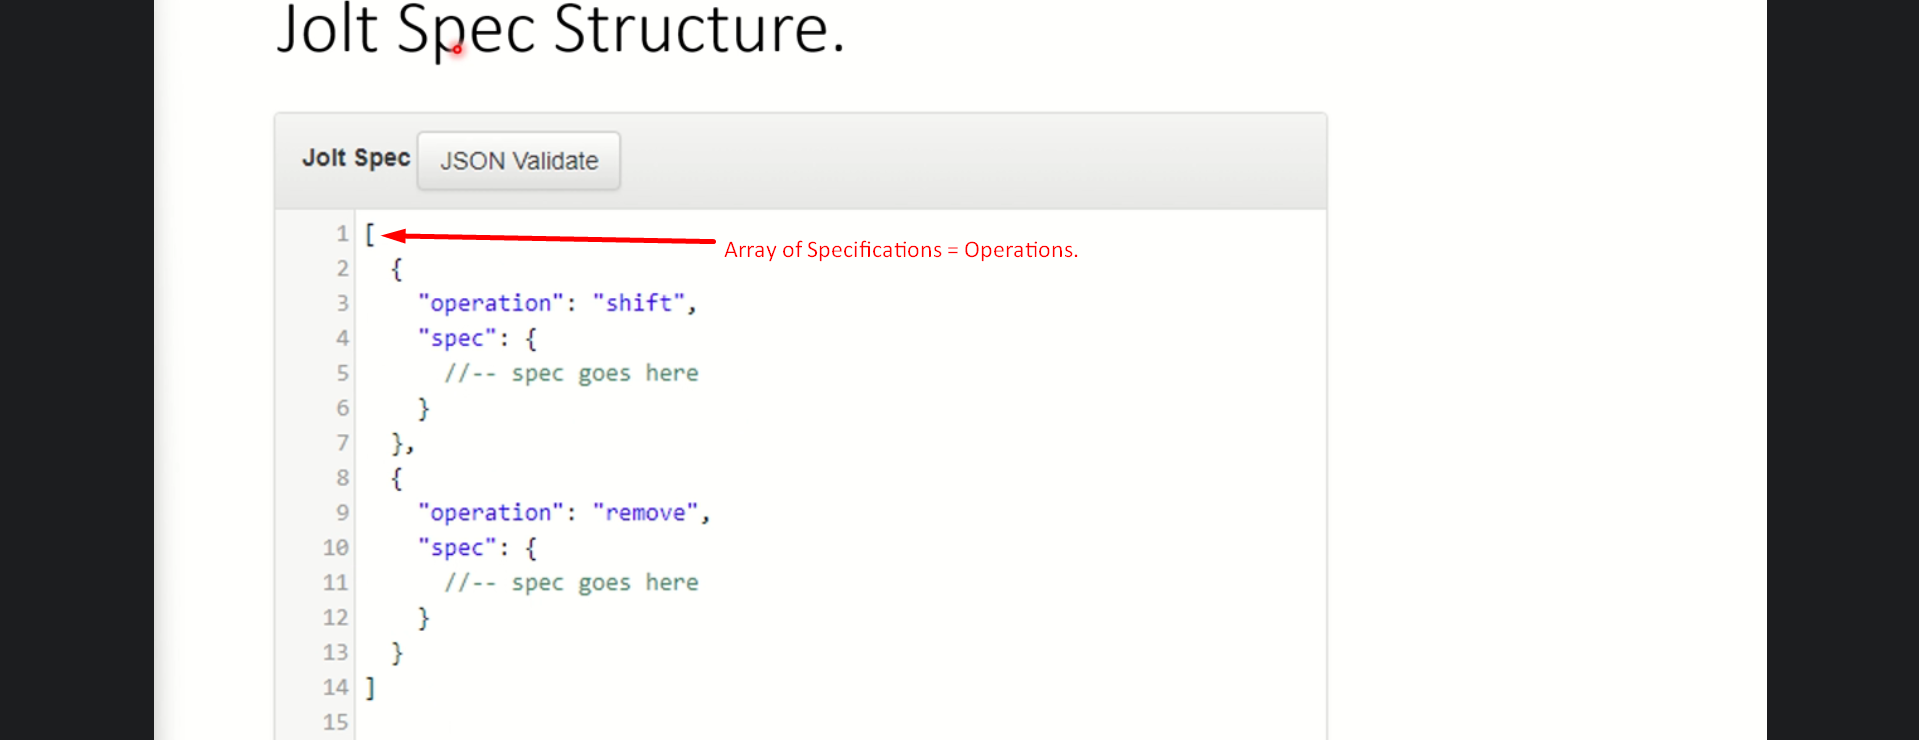 Jolt Spec Structure.
Jolt Spec JSON Validate
1 [
Array of Specifications = Operations.
2 {
3 "operation": "shift",
4 "spec": {
5 //-- spec goes here
6 }
7 },
8 {
9 "operation": "remove",
10 "spec": {
11 //-- spec goes here
12 }
13 }
14 ]
15